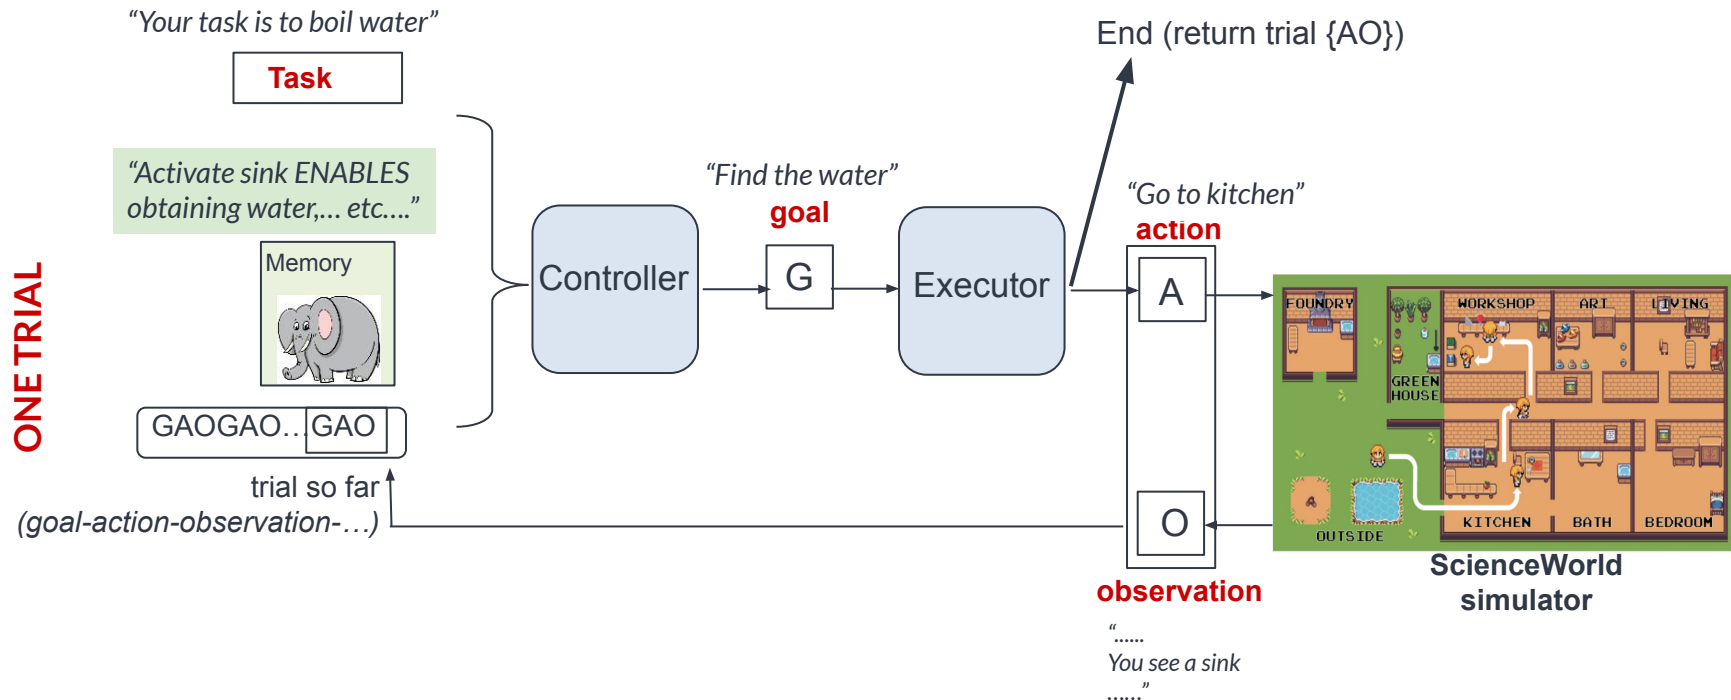 “Your task is to boil water”
Task
End (return trial {AO})
“Activate sink ENABLES
obtaining water,… etc….”
“Find the water”
goal
“Go to kitchen”
action
ONE TRIAL
Memory
Controller
G
Executor
A
FOUNDRY
WORKSHOP
ART
LIVING
GREEN
HOUSE
GAOGAO…GAO
trial so far
(goal-action-observation-…)
O
KITCHEN
BATH
BEDROOM
OUTSIDE
ScienceWorld
simulator
observation
“……
You see a sink
……”